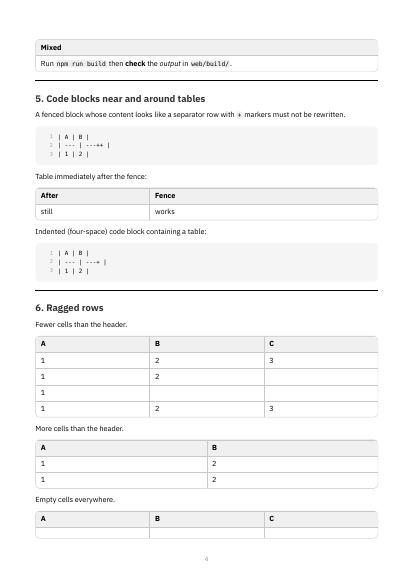 Mixed
Run npm run build then check the output in web/build/.
5. Code blocks near and around tables
A fenced block whose content looks like a separator row with + markers must not be rewritten.
1 | A | B |
2 | --- | ---++ |
3 | 1 | 2 |
Table immediately after the fence:
After Fence
still works
Indented (four-space) code block containing a table:
1 | A | B |
2 | --- | ---+ |
3 | 1 | 2 |
6. Ragged rows
Fewer cells than the header.
A B C
1 2 3
1 2
1
1 2 3
More cells than the header.
A B
1 2
1 2
Empty cells everywhere.
A B C
4